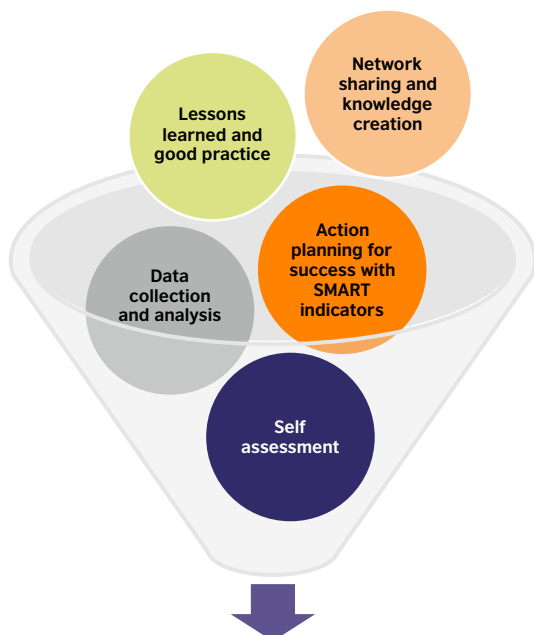 Network
sharing and
knowledge
creation
Lessons
learned and
good practice
Action
planning for
success with
SMART
indicators
Data
collection
and analysis
Self
assessment